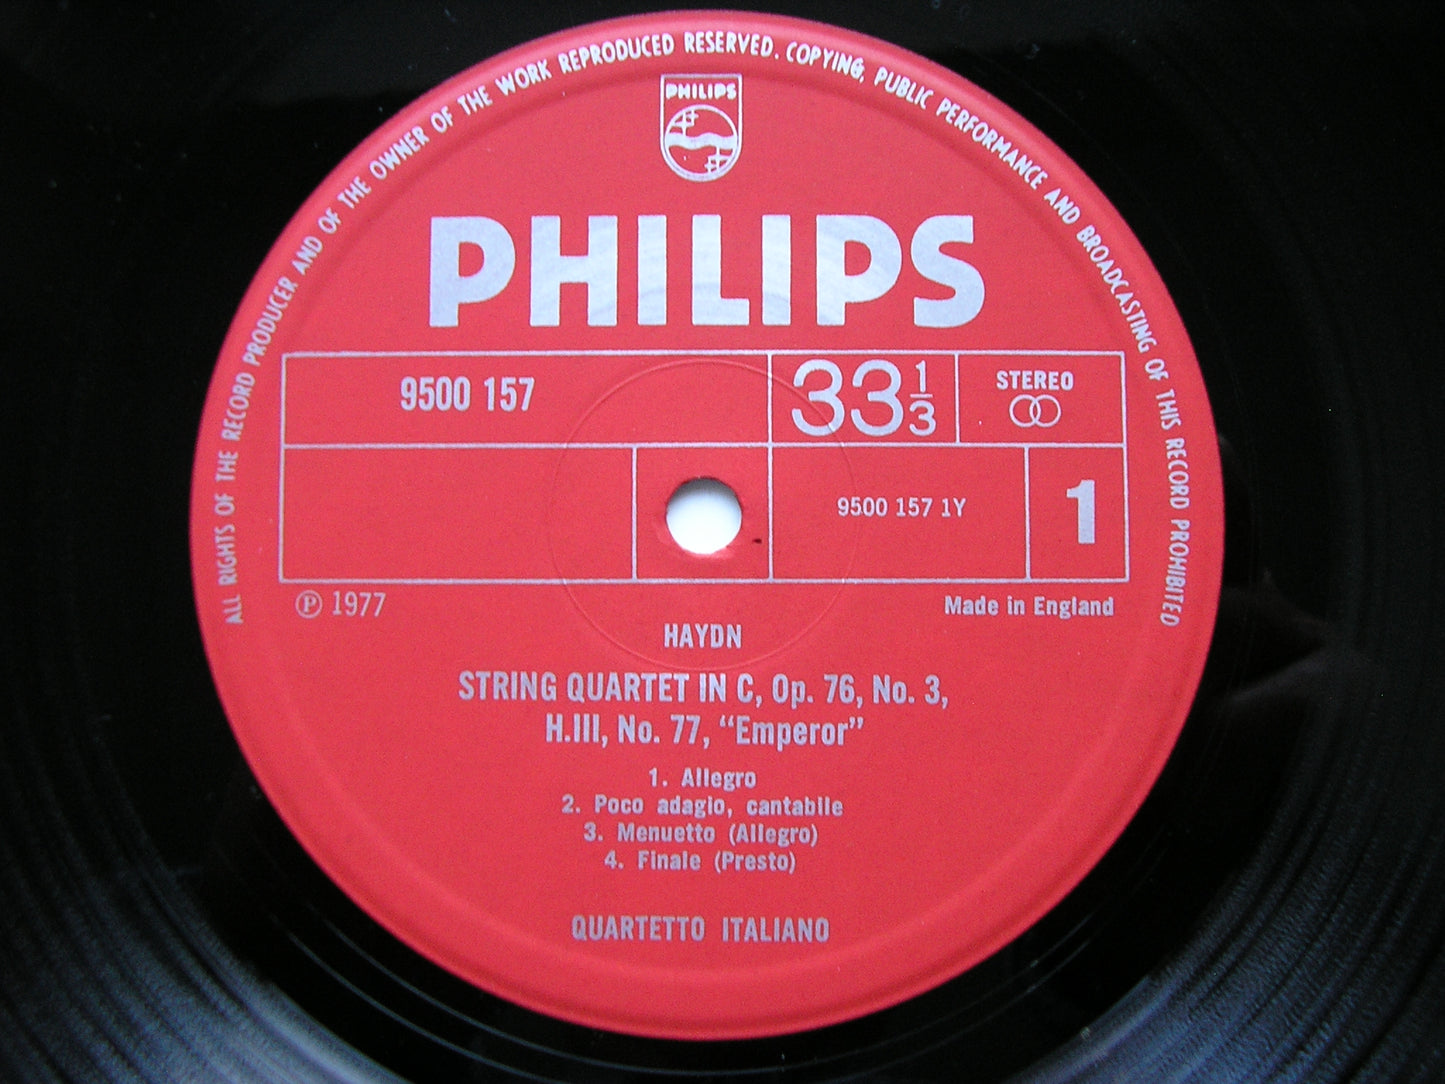 ALL RIGHTS OF THE RECORD PRODUCER AND OF THE OWNER OF THE WORK REPRODUCED RESERVED. COPYING, PUBLIC PERFORMANCE AND BROADCASTING OF THIS RECORD PROHIBITED
PHILIPS
PHILIPS
9500 157
33 1/3
STEREO
9500 157 1Y
1
Ⓟ 1977
Made in England
HAYDN
STRING QUARTET IN C, Op. 76, No. 3,
H.III, No. 77, “Emperor”
1. Allegro
2. Poco adagio, cantabile
3. Menuetto (Allegro)
4. Finale (Presto)
QUARTETTO ITALIANO